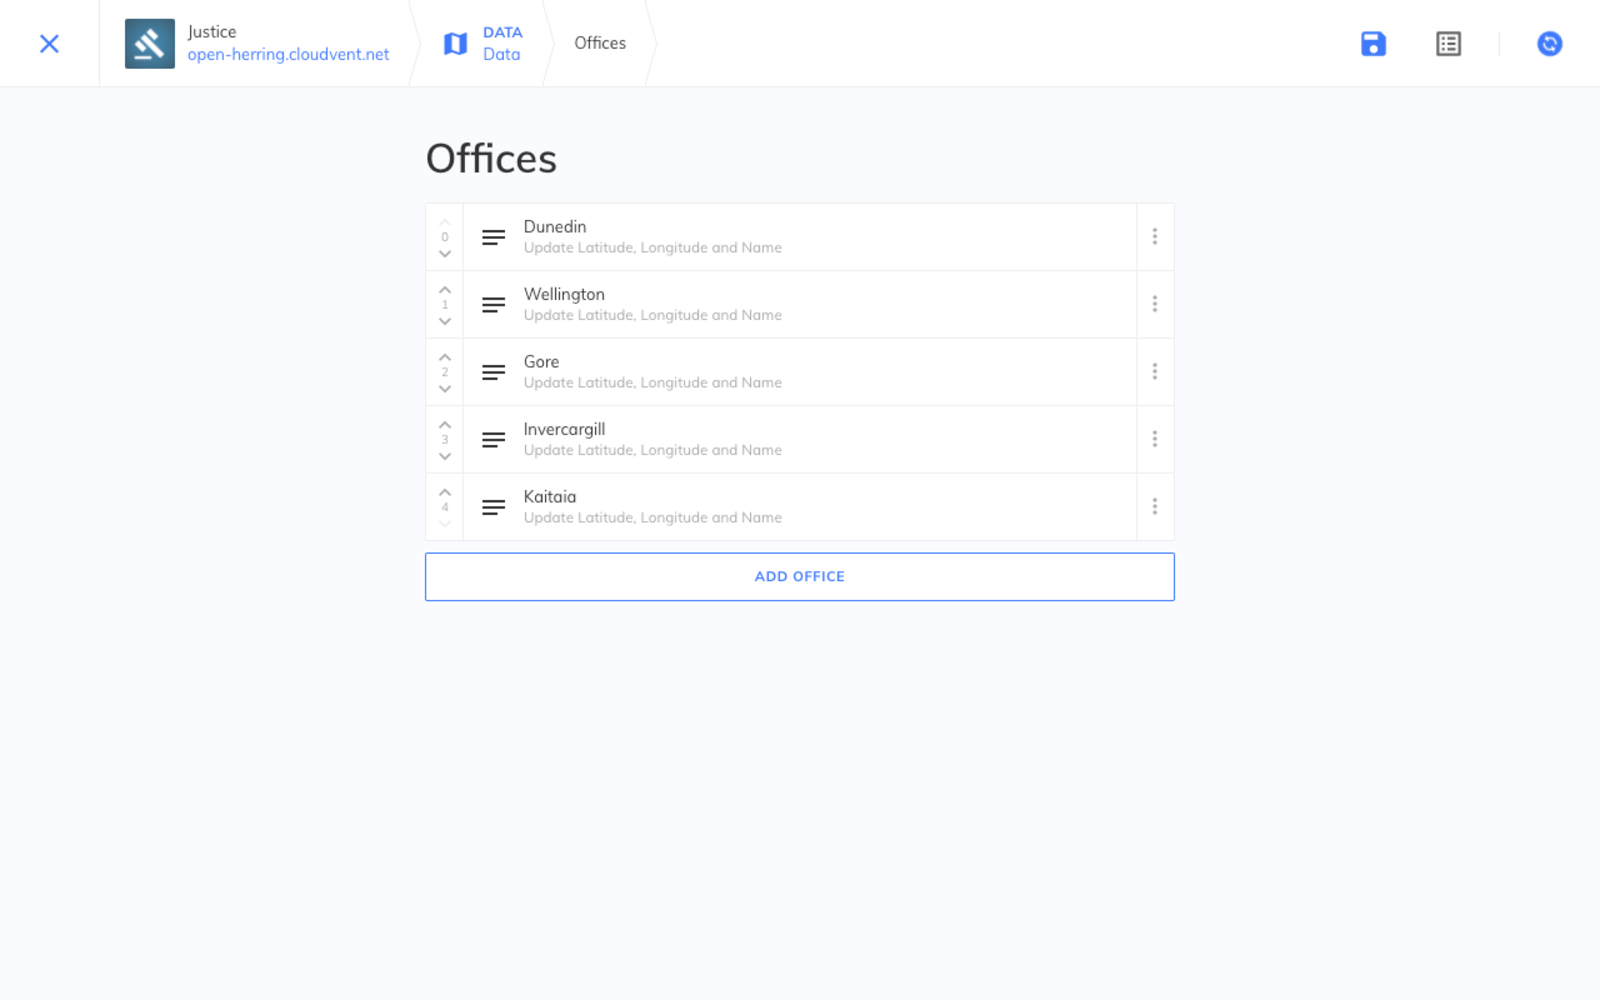 Justice
open-herring.cloudvent.net
DATA
Data
Offices
Offices
0
Dunedin
Update Latitude, Longitude and Name
1
Wellington
Update Latitude, Longitude and Name
2
Gore
Update Latitude, Longitude and Name
3
Invercargill
Update Latitude, Longitude and Name
4
Kaitaia
Update Latitude, Longitude and Name
ADD OFFICE